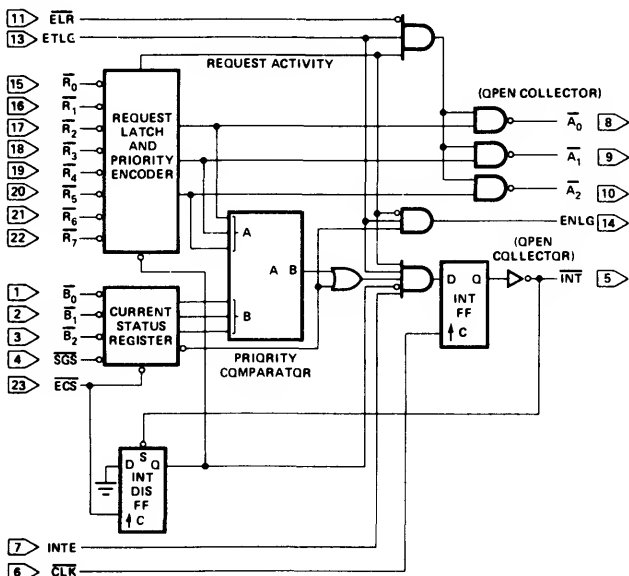 11 ELR
13 ETLG
REQUEST ACTIVITY
15 R0
16 R1
17 R2
18 R3
19 R4
20 R5
21 R6
22 R7
REQUEST
LATCH
AND
PRIORITY
ENCODER
(OPEN COLLECTOR)
A0 8
A1 9
A2 10
ENLG 14
A
B
A B
PRIORITY
COMPARATOR
1 B0
2 B1
3 B2
4 SGS
23 ECS
CURRENT
STATUS
REGISTER
(OPEN
COLLECTOR)
D Q
INT
FF
C
INT 5
S
D Q
INT
DIS
FF
C
7 INTE
6 CLK